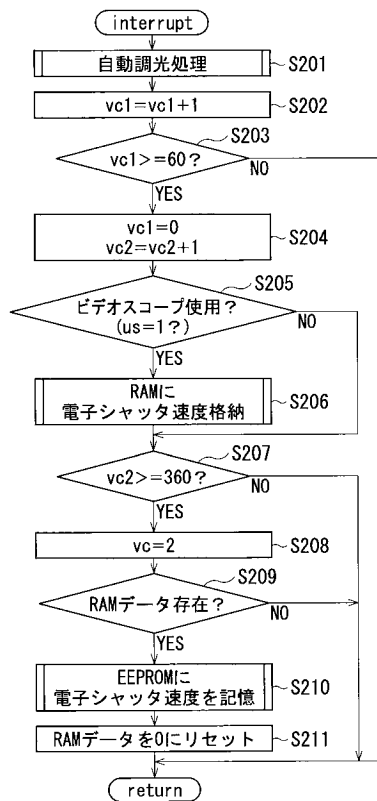 interrupt
自動調光処理
S201
vc1=vc1+1
S202
S203
vc1>=60?
NO
YES
vc1=0
vc2=vc2+1
S204
S205
ビデオスコープ使用?
(us=1?)
NO
YES
RAMに
電子シャッタ速度格納
S206
S207
vc2>=360?
NO
YES
vc=2
S208
S209
RAMデータ存在?
NO
YES
EEPROMに
電子シャッタ速度を記憶
S210
RAMデータを0にリセット
S211
return